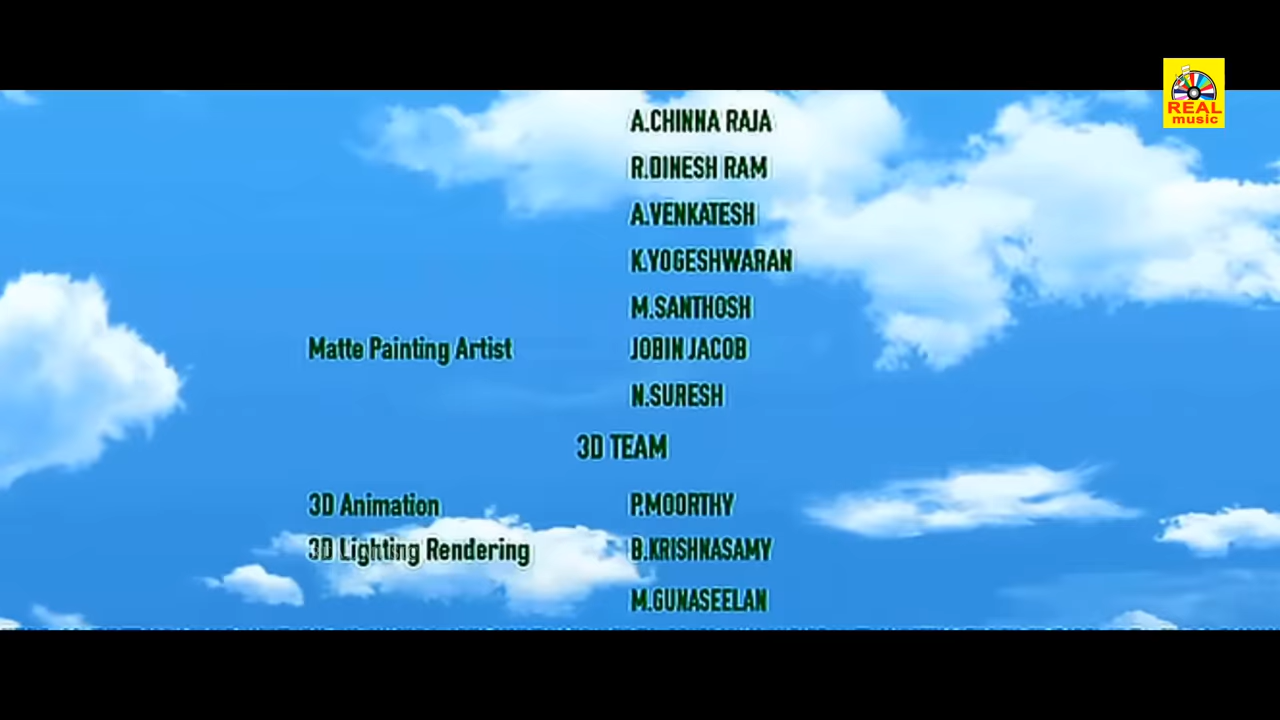 REAL
music
A.CHINNA RAJA
R.DINESH RAM
A.VENKATESH
K.YOGESHWARAN
M.SANTHOSH
Matte Painting Artist JOBIN JACOB
N.SURESH
3D TEAM
3D Animation P.MOORTHY
3D Lighting Rendering B.KRISHNASAMY
M.GUNASEELAN